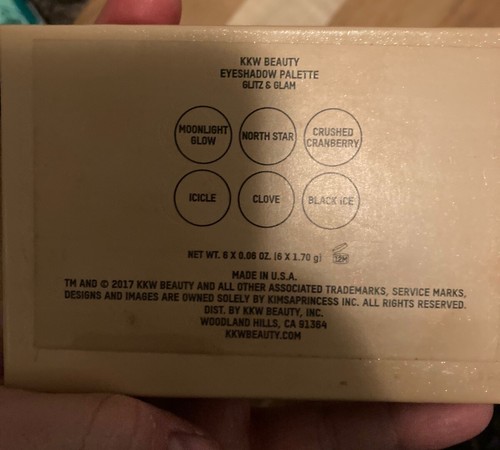 KKW BEAUTY
EYESHADOW PALETTE
GLITZ & GLAM
MOONLIGHT GLOW
NORTH STAR
CRUSHED CRANBERRY
ICICLE
CLOVE
BLACK ICE
NET WT. 6 X 0.06 OZ. (6 X 1.70 g) 12M
MADE IN U.S.A.
TM AND © 2017 KKW BEAUTY AND ALL OTHER ASSOCIATED TRADEMARKS, SERVICE MARKS,
DESIGNS AND IMAGES ARE OWNED SOLELY BY KIMSAPRINCESS INC. ALL RIGHTS RESERVED.
DIST. BY KKW BEAUTY, INC.
WOODLAND HILLS, CA 91364
KKWBEAUTY.COM